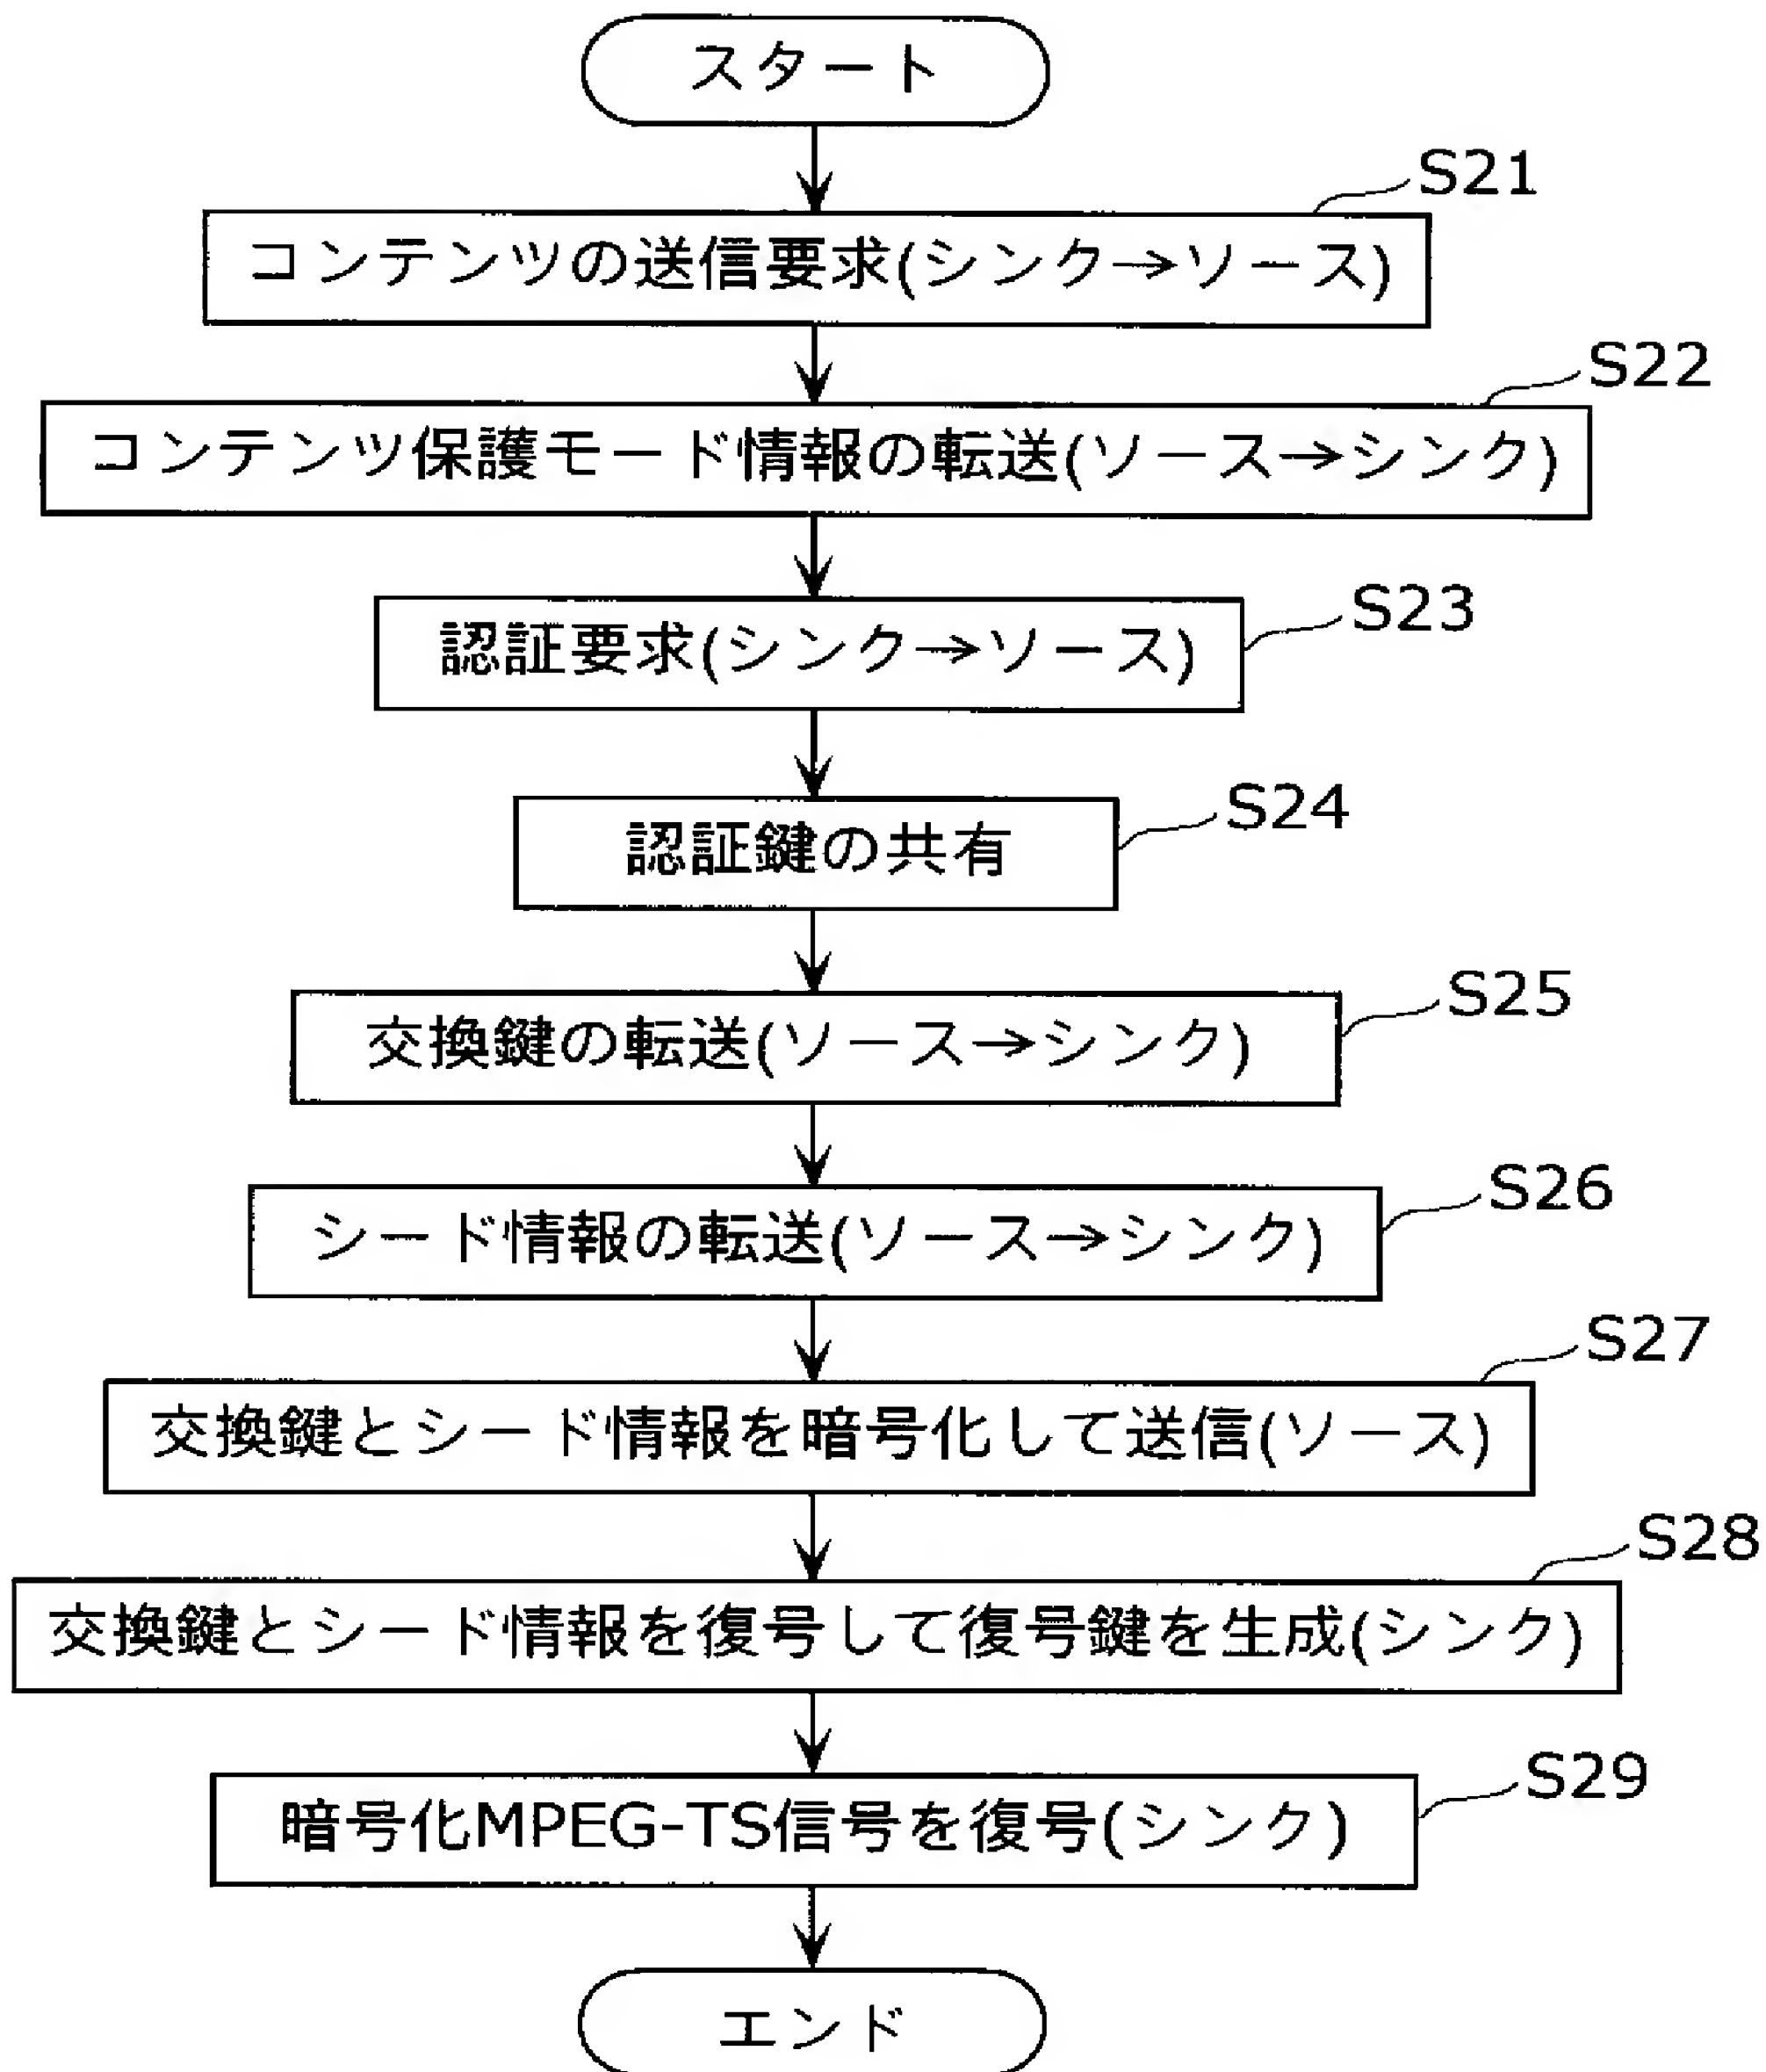 スタート
S21
コンテンツの送信要求(シンク→ソース)
S22
コンテンツ保護モード情報の転送(ソース→シンク)
S23
認証要求(シンク→ソース)
S24
認証鍵の共有
S25
交換鍵の転送(ソース→シンク)
S26
シード情報の転送(ソース→シンク)
S27
交換鍵とシード情報を暗号化して送信(ソース)
S28
交換鍵とシード情報を復号して復号鍵を生成(シンク)
S29
暗号化MPEG-TS信号を復号(シンク)
エンド